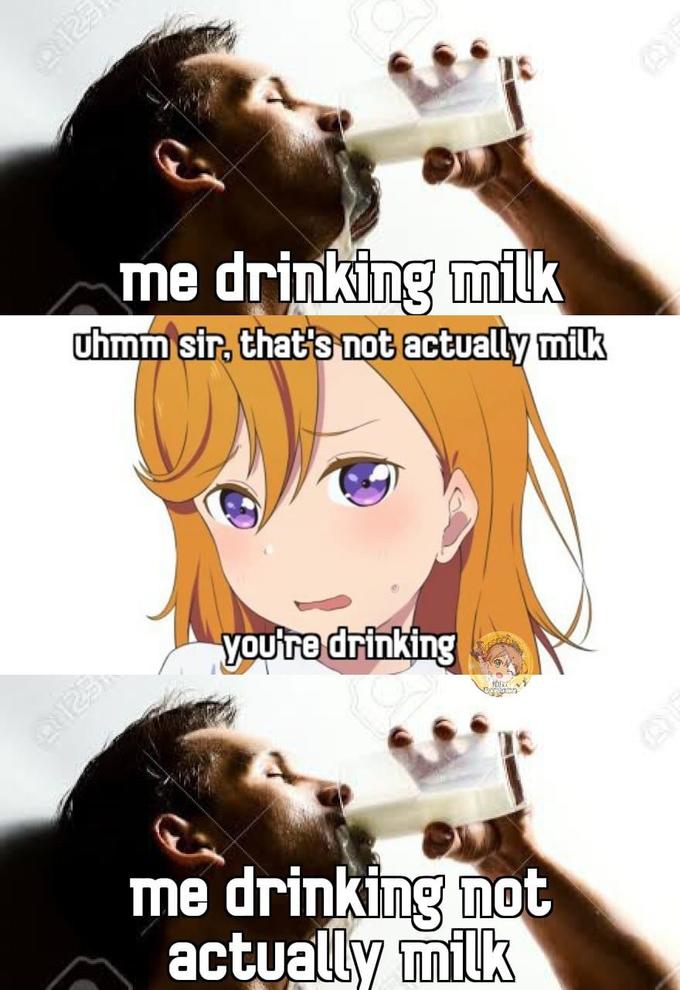 me drinking milk
uhmm sir, that's not actually milk
you're drinking
me drinking not
actually milk